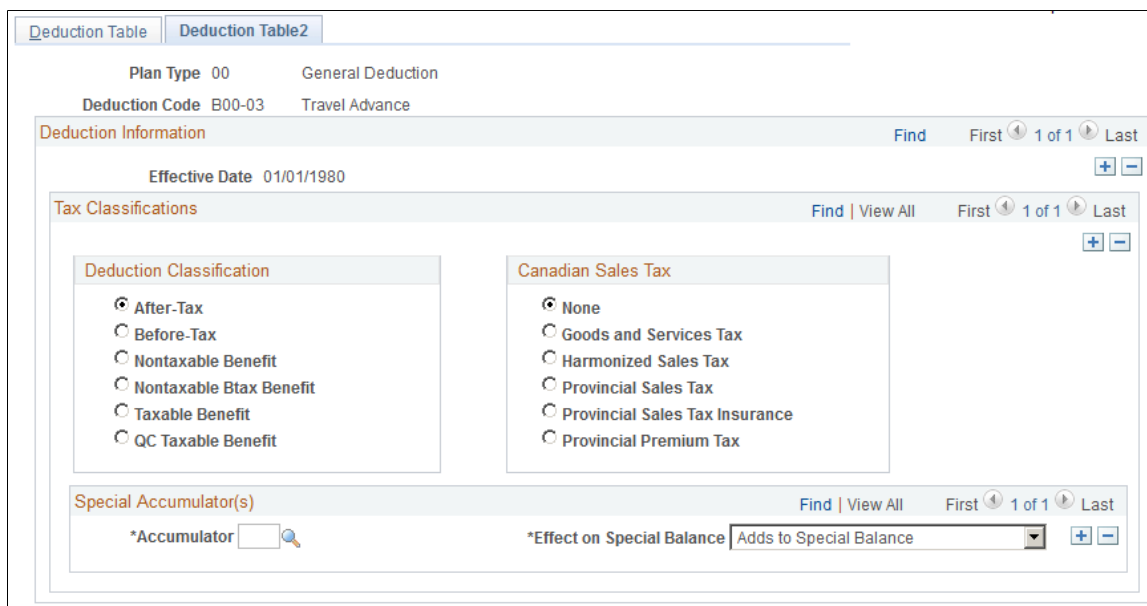 Deduction Table Deduction Table2
Plan Type 00 General Deduction
Deduction Code B00-03 Travel Advance
Deduction Information Find First 1 of 1 Last
Effective Date 01/01/1980
Tax Classifications Find | View All First 1 of 1 Last
Deduction Classification Canadian Sales Tax
After-Tax None
Before-Tax Goods and Services Tax
Nontaxable Benefit Harmonized Sales Tax
Nontaxable Btax Benefit Provincial Sales Tax
Taxable Benefit Provincial Sales Tax Insurance
QC Taxable Benefit Provincial Premium Tax
Special Accumulator(s) Find | View All First 1 of 1 Last
*Accumulator *Effect on Special Balance Adds to Special Balance